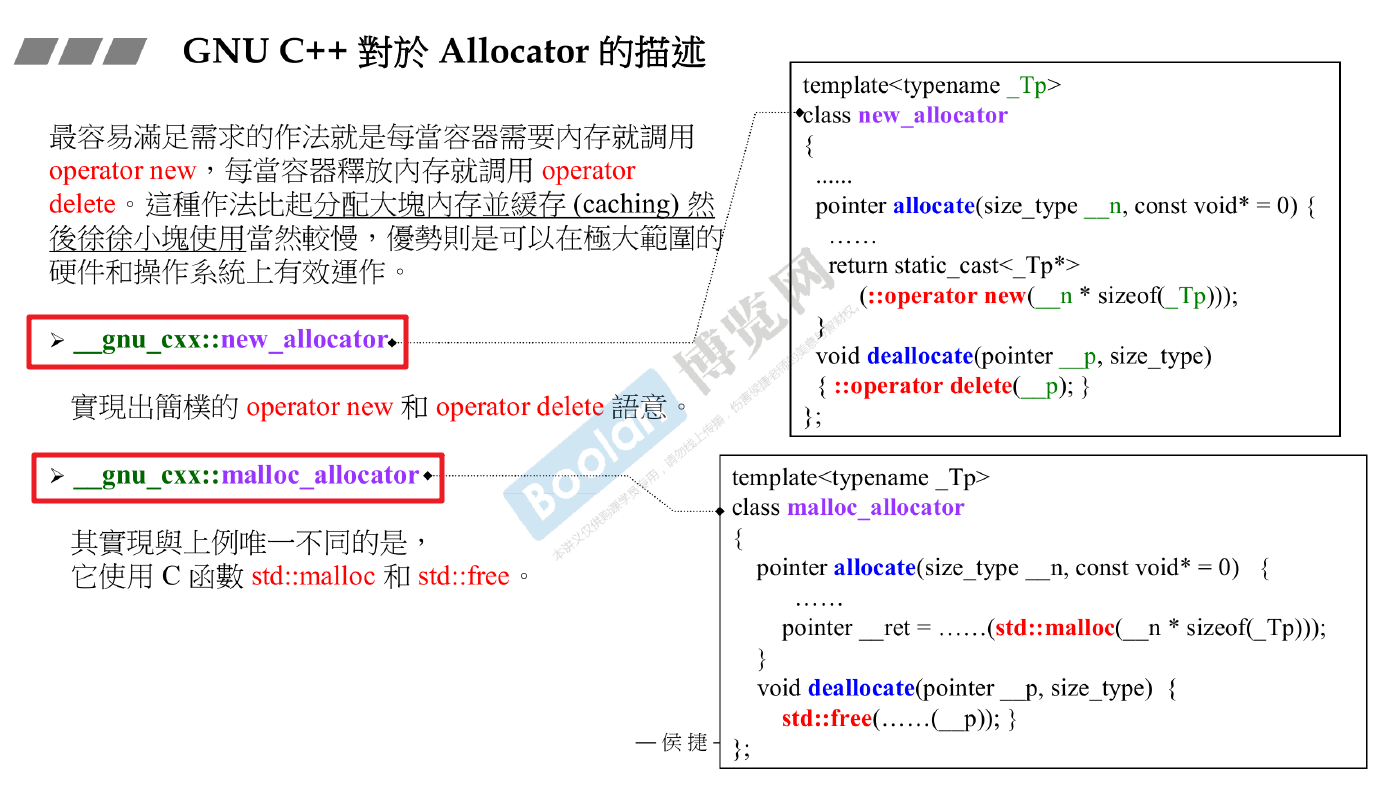 GNU C++ 對於 Allocator 的描述
最容易滿足需求的作法就是每當容器需要內存就調用
operator new，每當容器釋放內存就調用 operator
delete。這種作法比起分配大塊內存並緩存 (caching) 然
後徐徐小塊使用當然較慢，優勢則是可以在極大範圍的
硬件和操作系統上有效運作。
➢ __gnu_cxx::new_allocator
實現出簡樸的 operator new 和 operator delete 語意。
➢ __gnu_cxx::malloc_allocator
其實現與上例唯一不同的是，
它使用 C 函數 std::malloc 和 std::free。
template<typename _Tp>
class new_allocator
{
......
pointer allocate(size_type __n, const void* = 0) {
……
return static_cast<_Tp*>
(::operator new(__n * sizeof(_Tp)));
}
void deallocate(pointer __p, size_type)
{ ::operator delete(__p); }
};
template<typename _Tp>
class malloc_allocator
{
pointer allocate(size_type __n, const void* = 0) {
……
pointer __ret = ……(std::malloc(__n * sizeof(_Tp)));
}
void deallocate(pointer __p, size_type) {
std::free(……(__p)); }
};
— 侯 捷 -
Boolan 博览网